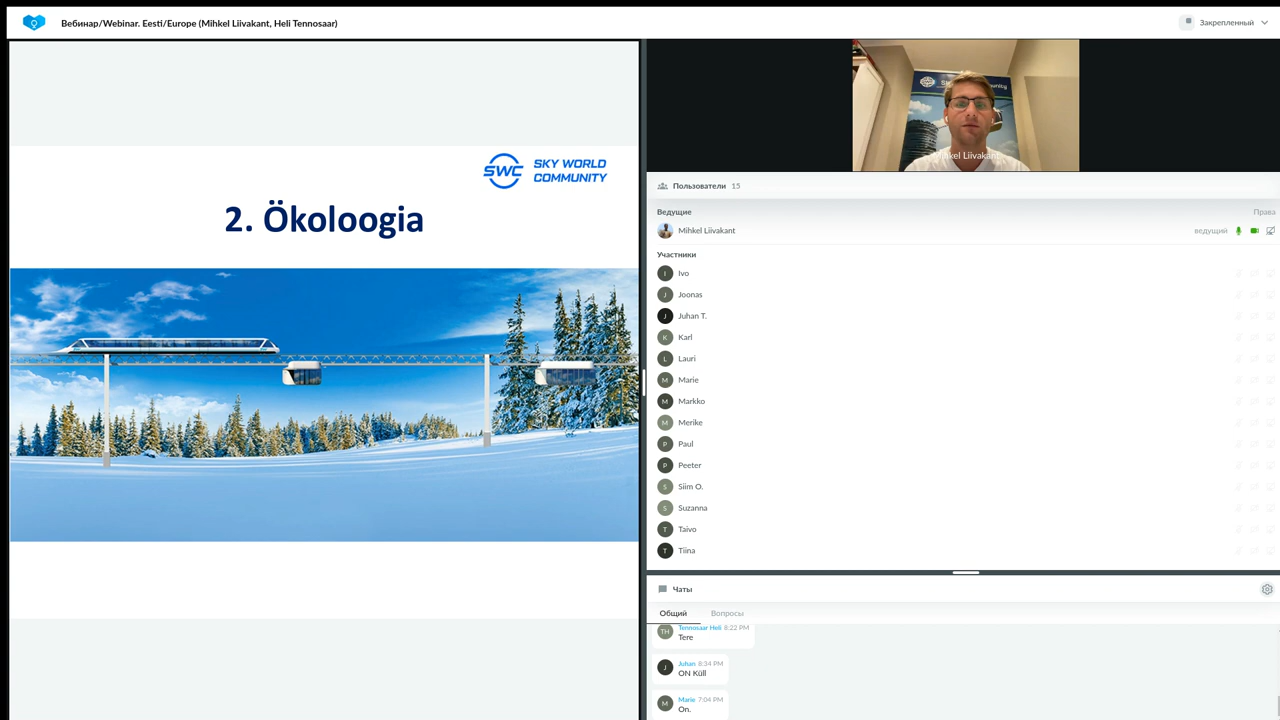 Вебинар/Webinar. Eesti/Europe (Mihkel Liivakant, Heli Tennosaar)
Закрепленный
SWC SKY WORLD
COMMUNITY
2. Ökoloogia
Mihkel Liivakant
Пользователи 15
Ведущие Права
Mihkel Liivakant ведущий
Участники
I Ivo
J Joonas
J Juhan T.
K Karl
L Lauri
M Marie
M Markko
M Merike
P Paul
P Peeter
S Siim O.
S Suzanna
T Taivo
T Tiina
Чаты
Общий Вопросы
TH Tennosaar Heli 8:22 PM
Tere
J Juhan 8:34 PM
ON Küll
M Marie 7:04 PM
On.